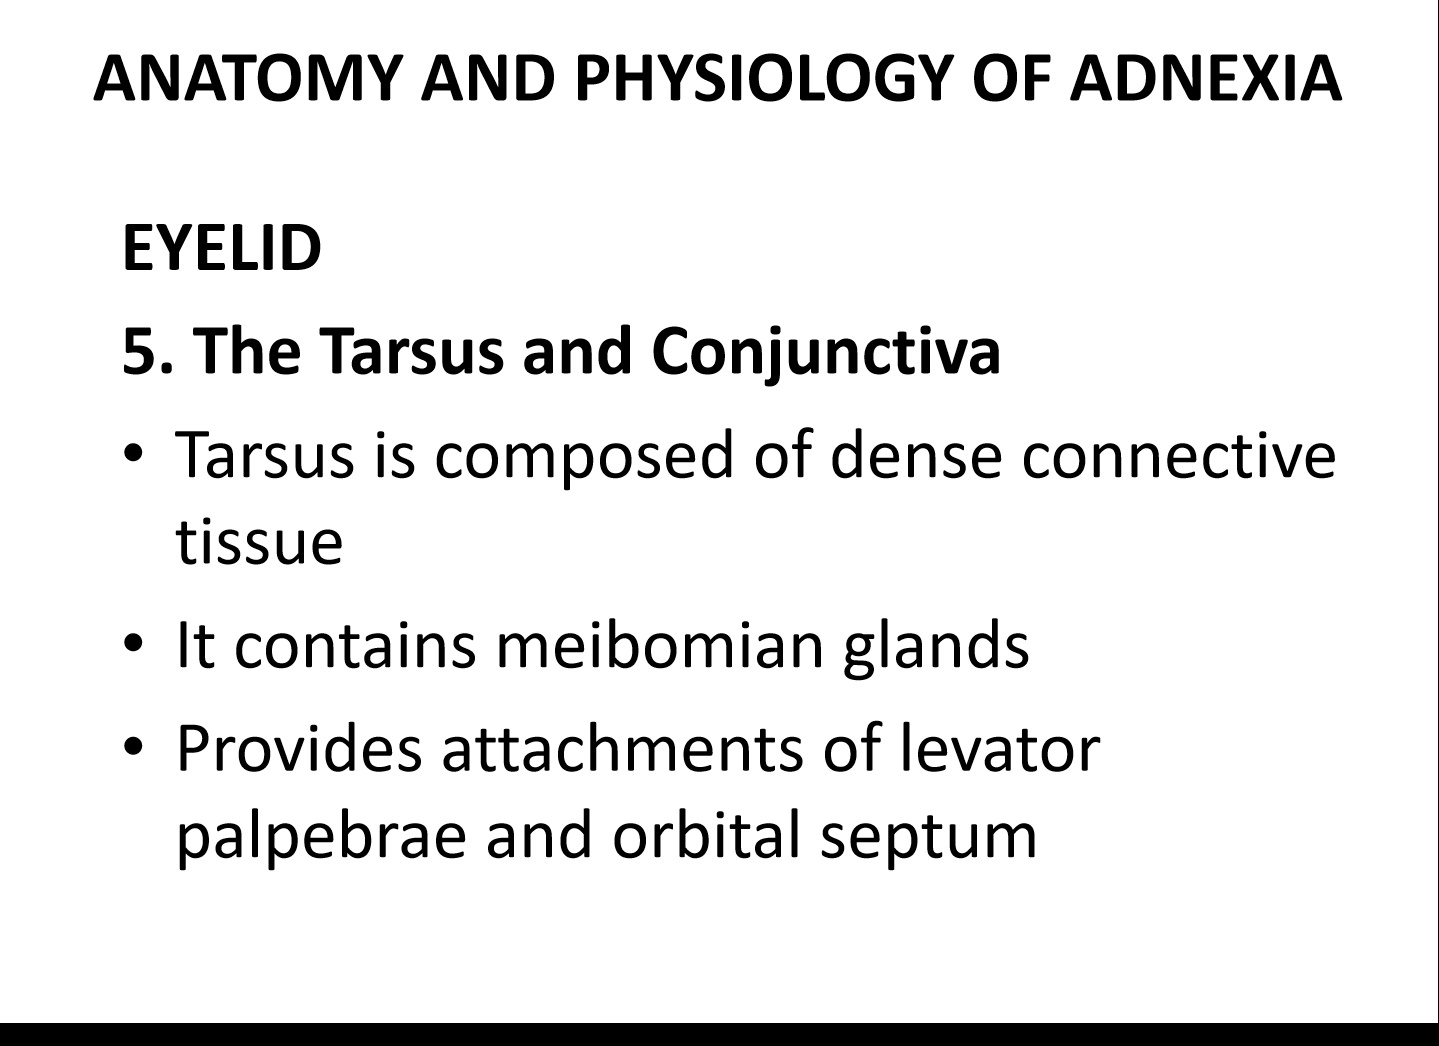 ANATOMY AND PHYSIOLOGY OF ADNEXIA
EYELID
5. The Tarsus and Conjunctiva
• Tarsus is composed of dense connective
tissue
• It contains meibomian glands
• Provides attachments of levator
palpebrae and orbital septum